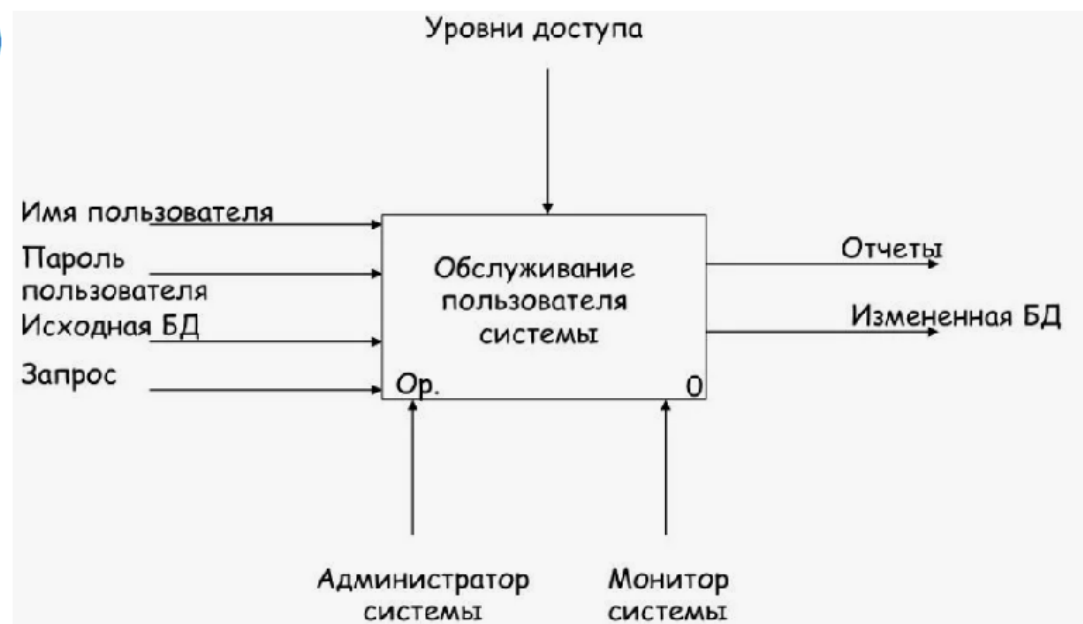 Уровни доступа
Имя пользователя
Пароль
пользователя
Исходная БД
Запрос
Обслуживание
пользователя
системы
0р.
0
Отчеты
Измененная БД
Администратор
системы
Монитор
системы